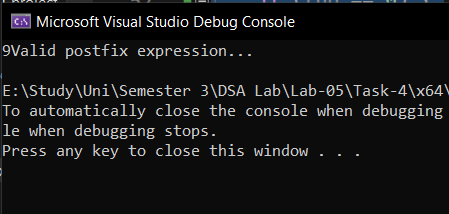 Microsoft Visual Studio Debug Console
9Valid postfix expression...
E:\Study\Uni\Semester 3\DSA Lab\Lab-05\Task-4\x64\
To automatically close the console when debugging
le when debugging stops.
Press any key to close this window . . .